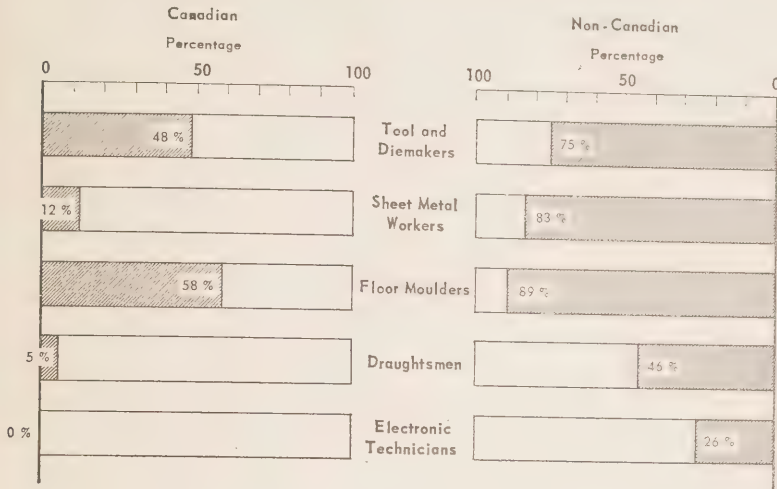 Canadian
Percentage
0 50 100
Non-Canadian
Percentage
100 50 0
48 %
Tool and
Diemakers
75 %
12 %
Sheet Metal
Workers
83 %
58 %
Floor Moulders
89 %
5 %
Draughtsmen
46 %
0 %
Electronic
Technicians
26 %